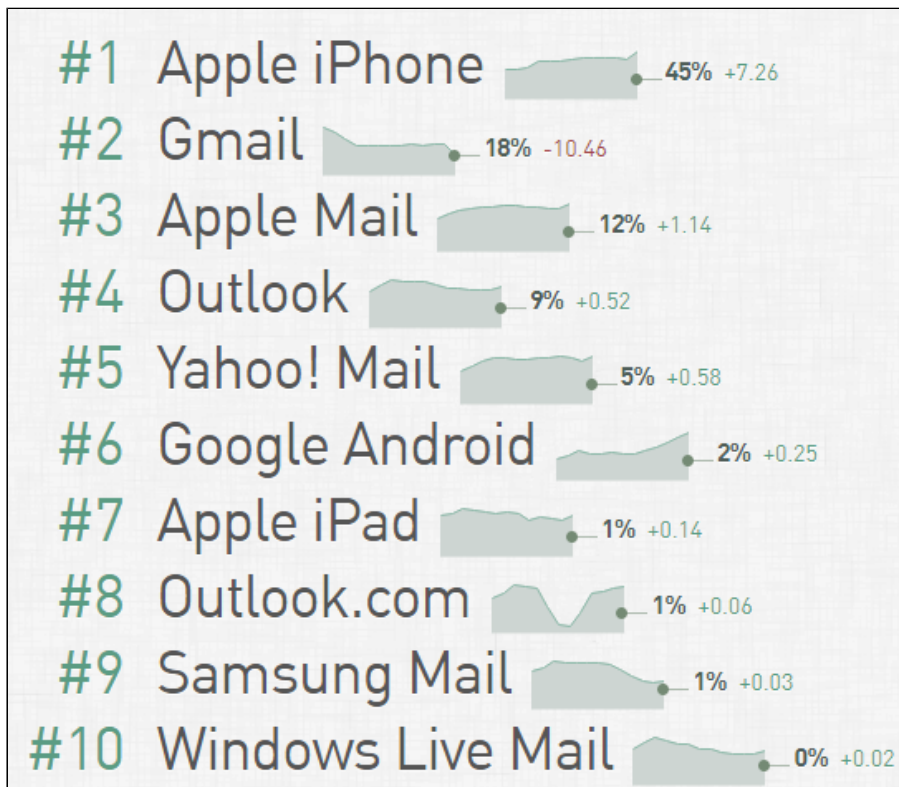 #1 Apple iPhone 45% +7.26
#2 Gmail 18% -10.46
#3 Apple Mail 12% +1.14
#4 Outlook 9% +0.52
#5 Yahoo! Mail 5% +0.58
#6 Google Android 2% +0.25
#7 Apple iPad 1% +0.14
#8 Outlook.com 1% +0.06
#9 Samsung Mail 1% +0.03
#10 Windows Live Mail 0% +0.02